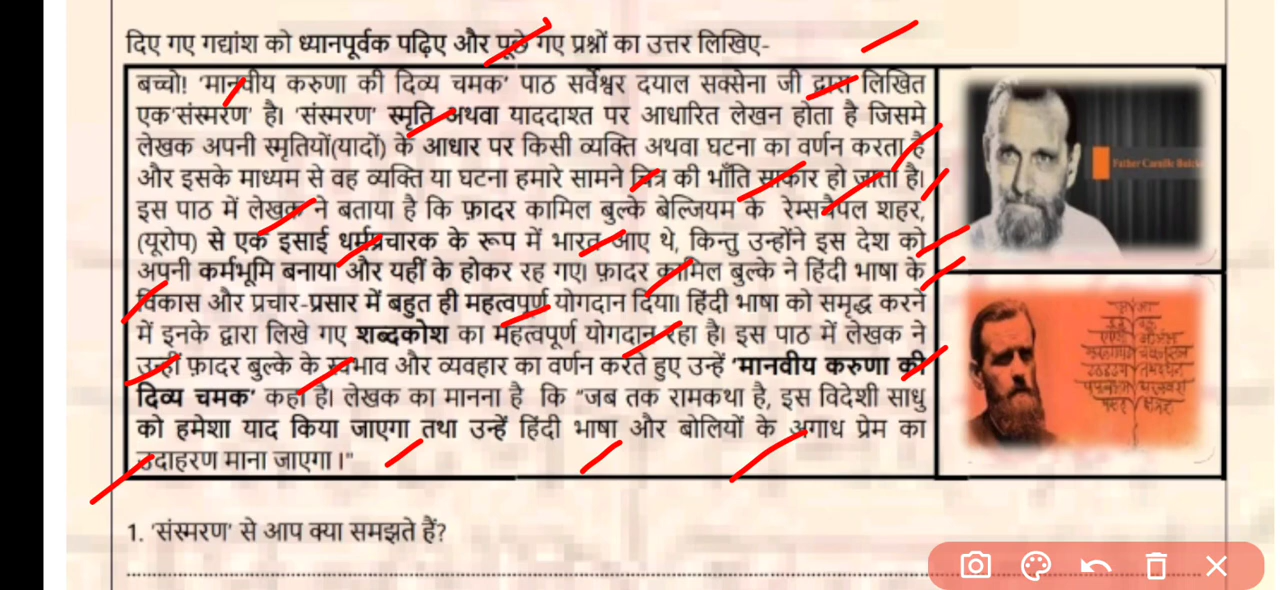 दिए गए गद्यांश को ध्यानपूर्वक पढ़िए और पूछे गए प्रश्नों का उत्तर लिखिए-
बच्चो! 'मानवीय करुणा की दिव्य चमक' पाठ सर्वेश्वर दयाल सक्सेना जी द्वारा लिखित
एक 'संस्मरण' है। 'संस्मरण' स्मृति अथवा याददाश्त पर आधारित लेखन होता है जिसमे
लेखक अपनी स्मृतियों(यादों) के आधार पर किसी व्यक्ति अथवा घटना का वर्णन करता है
और इसके माध्यम से वह व्यक्ति या घटना हमारे सामने चित्र की भाँति साकार हो जाता है।
इस पाठ में लेखक ने बताया है कि फ़ादर कामिल बुल्के बेल्जियम के रेम्सचैपल शहर,
(यूरोप) से एक इसाई धर्मप्रचारक के रूप में भारत आए थे, किन्तु उन्होंने इस देश को
अपनी कर्मभूमि बनाया और यहीं के होकर रह गए। फ़ादर कामिल बुल्के ने हिंदी भाषा के
विकास और प्रचार-प्रसार में बहुत ही महत्वपूर्ण योगदान दिया। हिंदी भाषा को समृद्ध करने
में इनके द्वारा लिखे गए शब्दकोश का महत्वपूर्ण योगदान रहा है। इस पाठ में लेखक ने
उन्हीं फ़ादर बुल्के के स्वभाव और व्यवहार का वर्णन करते हुए उन्हें 'मानवीय करुणा की
दिव्य चमक' कहा है। लेखक का मानना है कि "जब तक रामकथा है, इस विदेशी साधु
को हमेशा याद किया जाएगा तथा उन्हें हिंदी भाषा और बोलियों के अगाध प्रेम का
उदाहरण माना जाएगा।"
Father Camille
1. 'संस्मरण' से आप क्या समझते हैं?